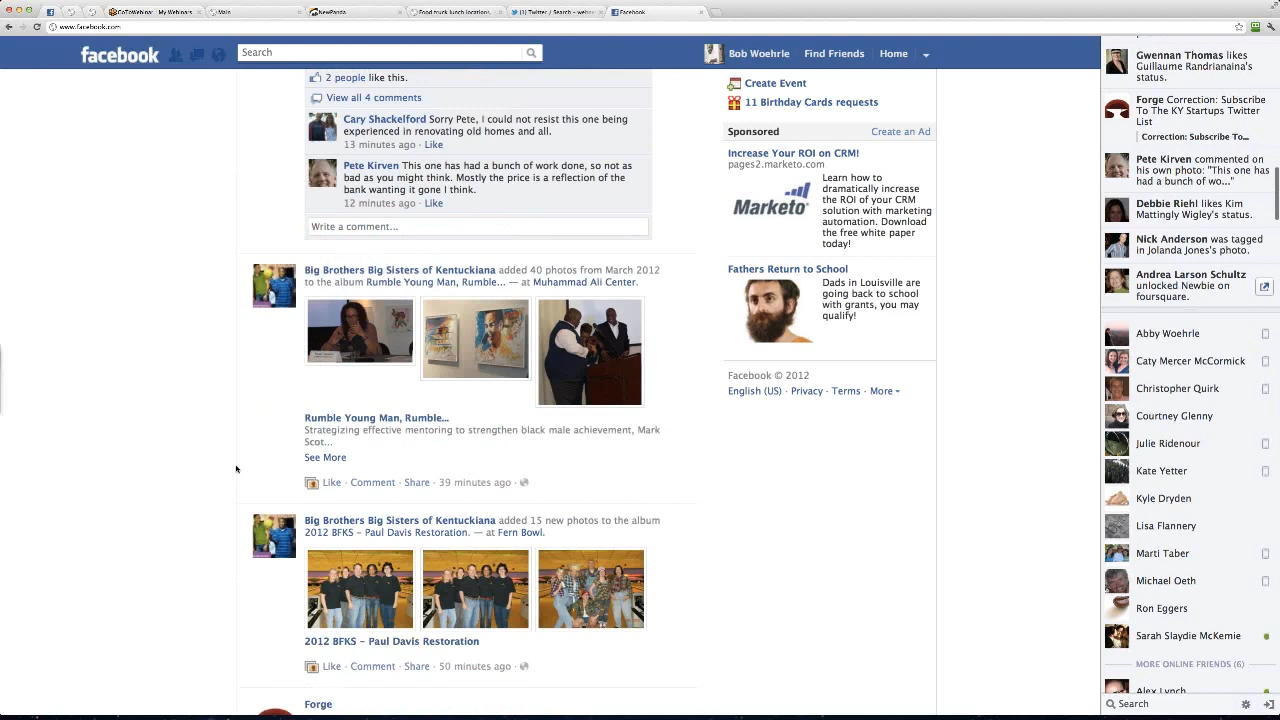 GoToWebinar - W
Food truck lunch locations,
(1) Twitter / Search - webne
Facebook
facebook
Search
Bob Woehrle
Find Friends
Home
2 people like this.
View all 4 comments
Cary Shackelford Sorry Pete, I could not resist this one being
experienced in renovating old homes and all.
13 minutes ago · Like
Pete Kirven This one has had a bunch of work done, so not as
bad as you might think. Mostly the price is a reflection of the
bank wanting it gone I think.
12 minutes ago · Like
Write a comment...
Big Brothers Big Sisters of Kentuckiana added 40 photos from March 2012
to the album Rumble Young Man, Rumble... — at Muhammad Ali Center.
Rumble Young Man, Rumble...
Strategizing effective mentoring to strengthen black male achievement, Mark
Scot...
See More
Like · Comment · Share · 39 minutes ago ·
Big Brothers Big Sisters of Kentuckiana added 15 new photos to the album
2012 BFKS - Paul Davis Restoration. — at Fern Bowl.
2012 BFKS - Paul Davis Restoration
Like · Comment · Share · 50 minutes ago ·
Forge
Create Event
11 Birthday Cards requests
Sponsored
Create an Ad
Increase Your ROI on CRM!
pages2.marketo.com
Marketo
Learn how to
dramatically increase
the ROI of your CRM
solution with marketing
automation. Download
the free white paper
today!
Fathers Return to School
Dads in Louisville are
going back to school
with grants, you may
qualify!
Facebook © 2012
English (US) · Privacy · Terms · More
Gwennan Thomas likes
Guillaume Rantoanaina's
status.
Forge Correction: Subscribe
To The KY Startups Twitter
List
Correction Subscribe To...
Pete Kirven commented on
his own photo: "This one has
had a bunch of wo..."
Debbie Riehl likes Kim
Mattingly Wigley's status.
Nick Anderson was tagged
in Jolana Jones's photo.
Andrea Larson Schultz
unlocked Newbie on
foursquare.
Abby Woehrle
Caty Mercer McCormick
Christopher Quirk
Courtney Glenny
Julie Ridenour
Kate Yetter
Kyle Dryden
Lisa Flannery
Marti Taber
Michael Oeth
Ron Eggers
Sarah Slayzie McKemie
MORE ONLINE FRIENDS (6)
Alex Lynch
Search